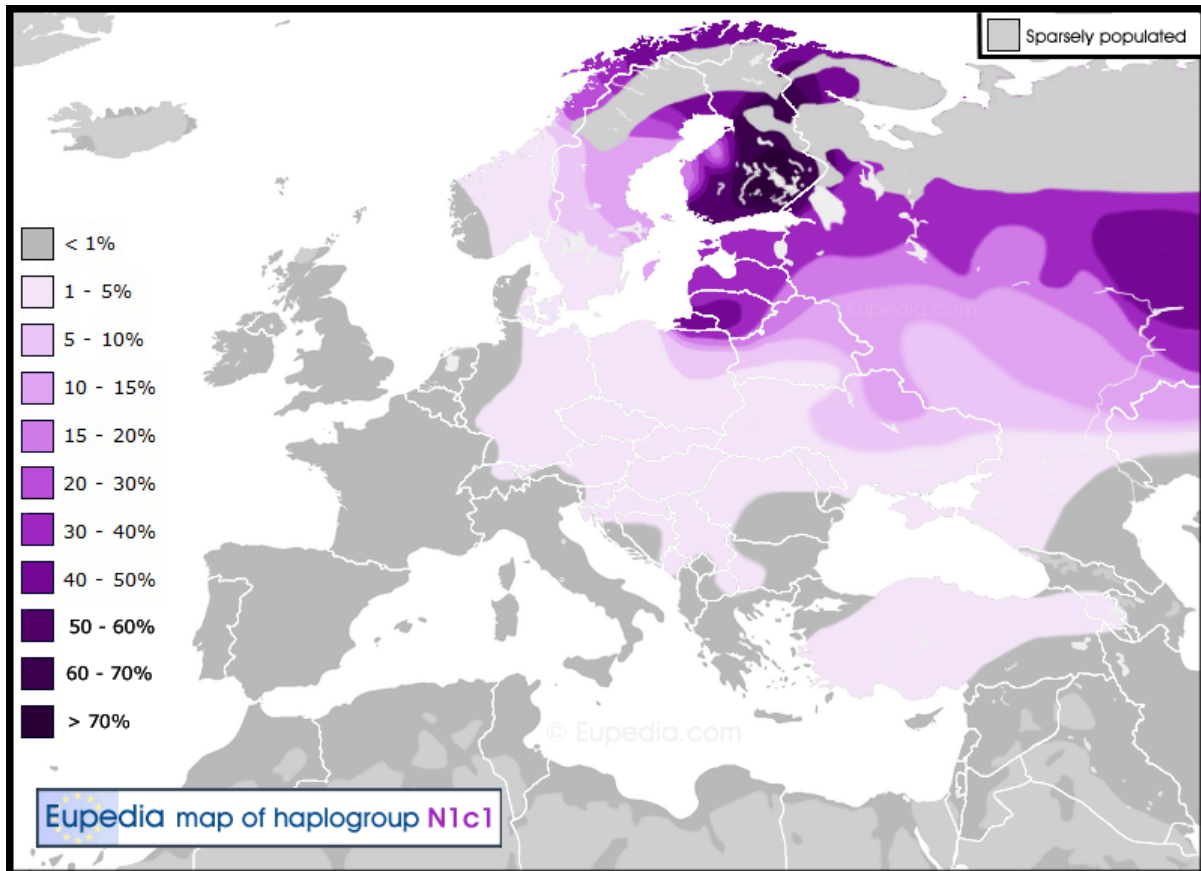 Sparsely populated
< 1%
1 - 5%
5 - 10%
10 - 15%
15 - 20%
20 - 30%
30 - 40%
40 - 50%
50 - 60%
60 - 70%
> 70%
Eupedia.com
© Eupedia.com
Eupedia map of haplogroup N1c1